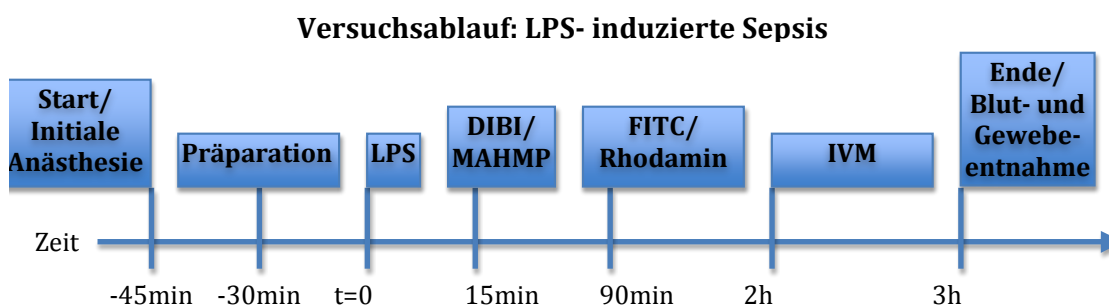 Versuchsablauf: LPS- induzierte Sepsis
Start/
Initiale
Anästhesie
Präparation
LPS
DIBI/
MAHMP
FITC/
Rhodamin
IVM
Ende/
Blut- und
Gewebe-
entnahme
Zeit
-45min -30min t=0 15min 90min 2h 3h